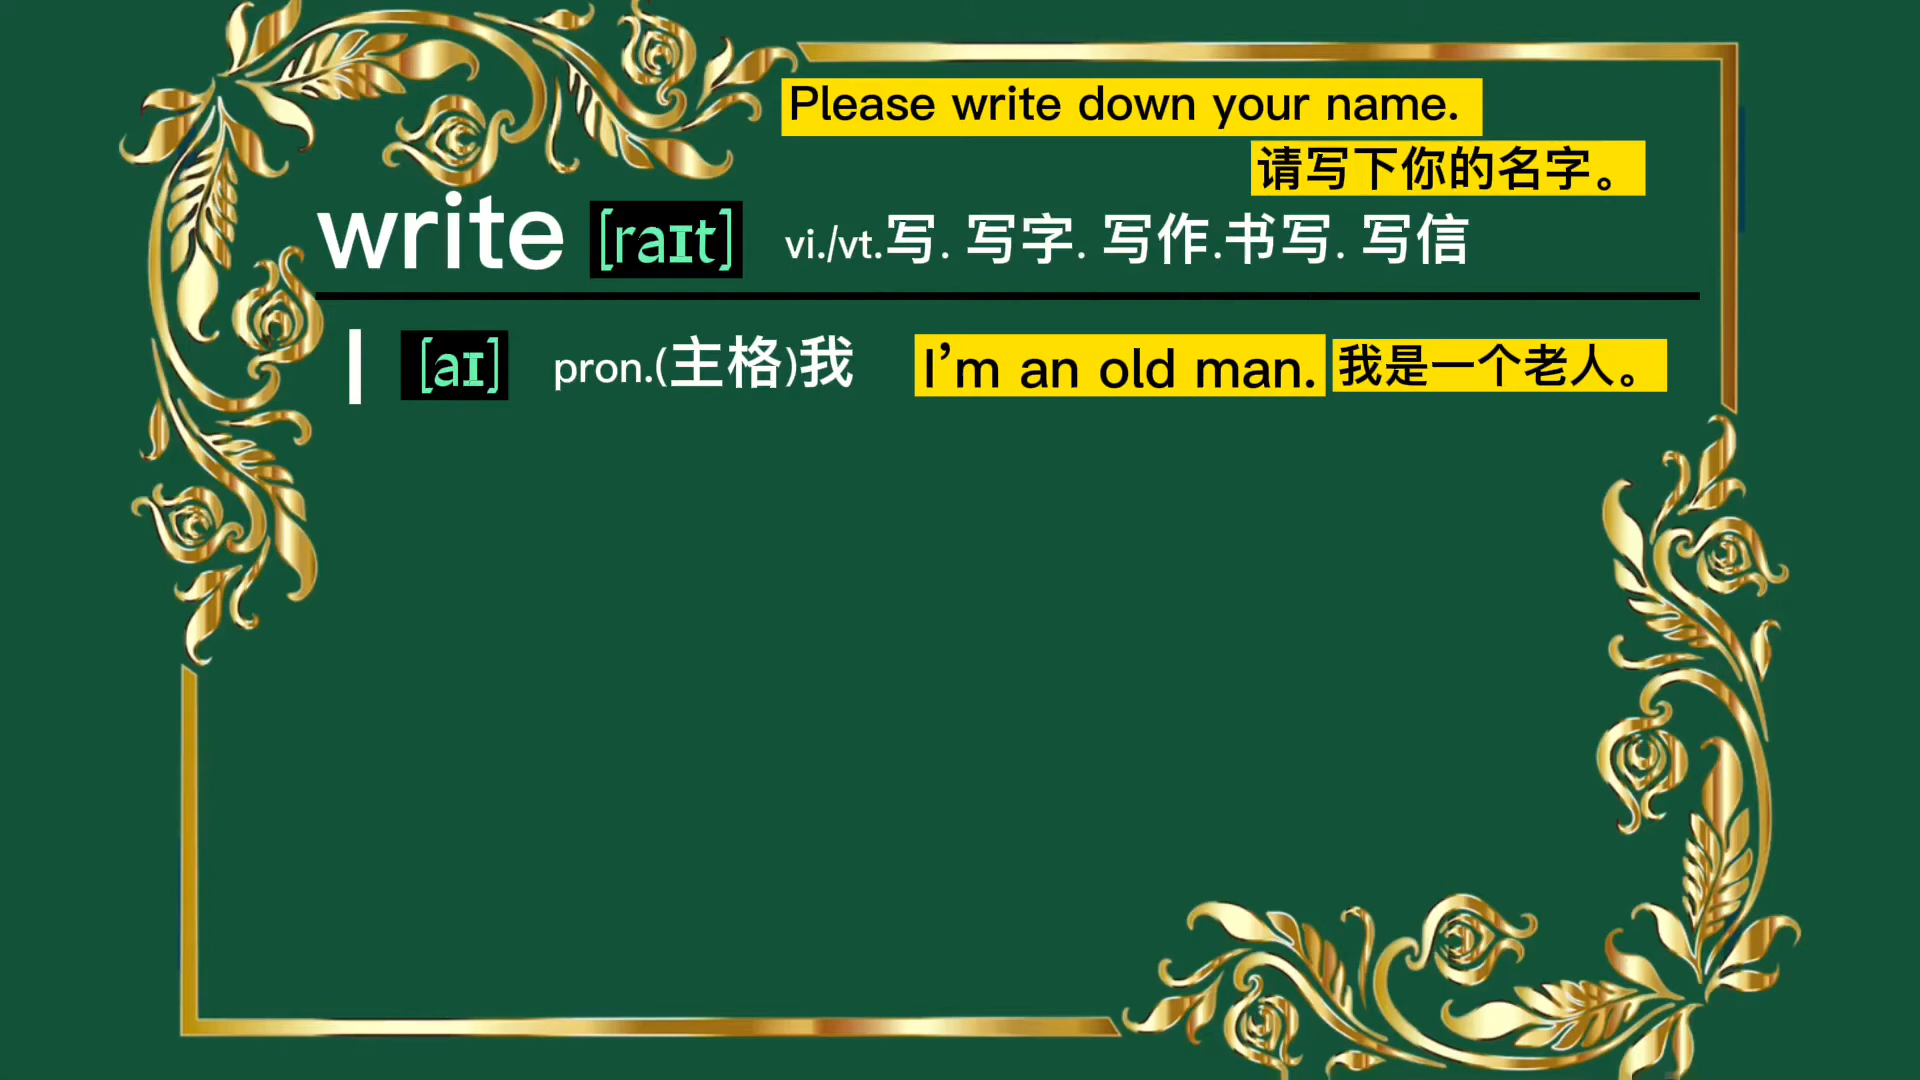 Please write down your name.
请写下你的名字。
write [raɪt] vi./vt.写. 写字. 写作.书写. 写信
I [aɪ] pron.(主格)我 I’m an old man. 我是一个老人。